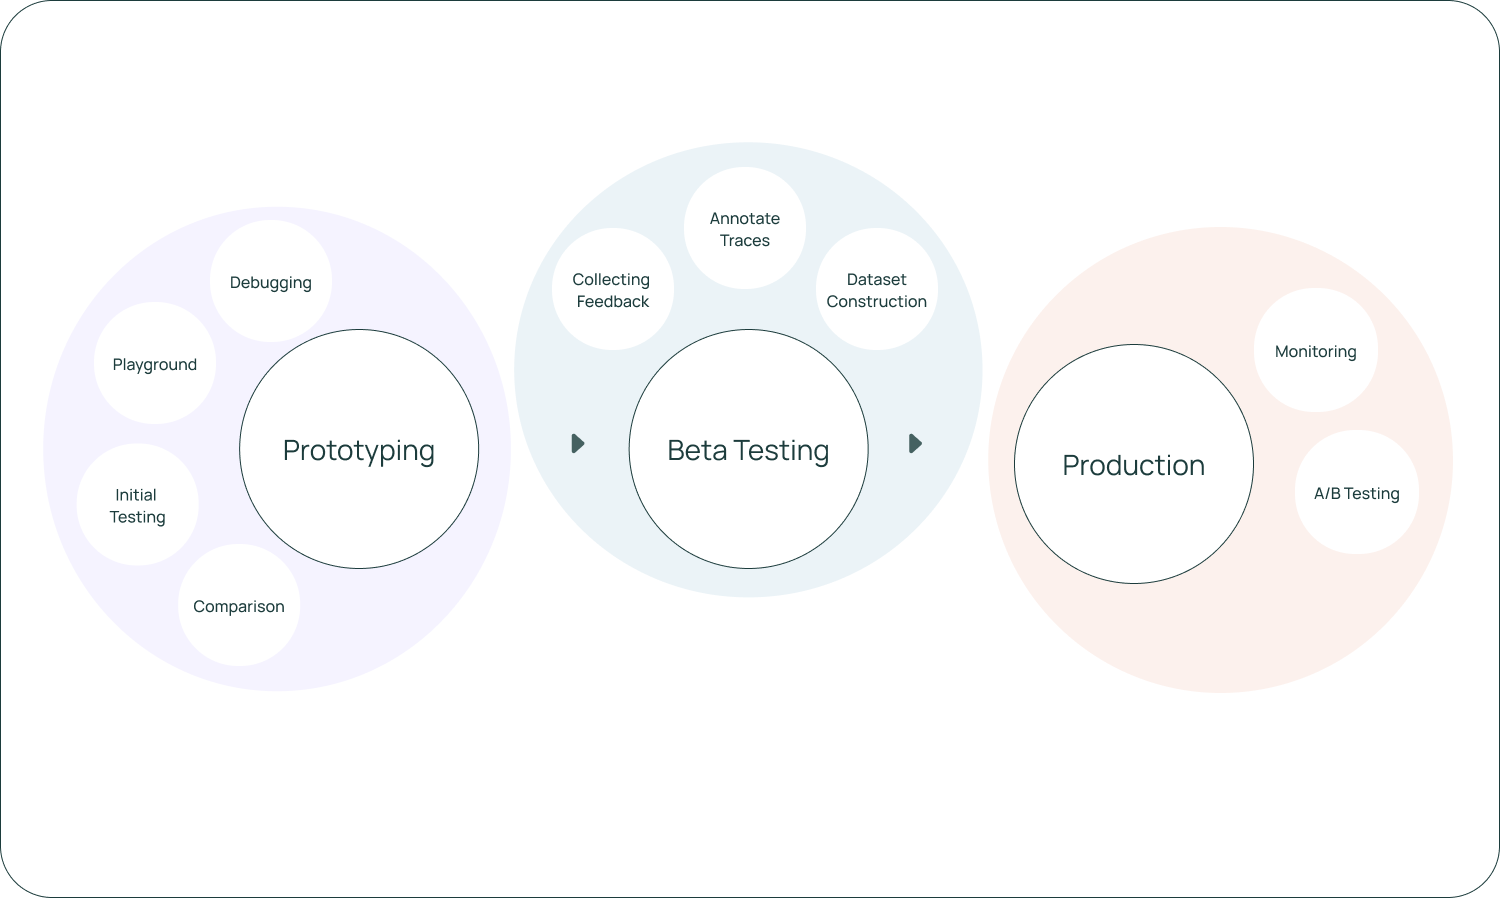 Debugging
Playground
Initial
Testing
Comparison
Prototyping
Collecting
Feedback
Annotate
Traces
Dataset
Construction
Beta Testing
Production
Monitoring
A/B Testing